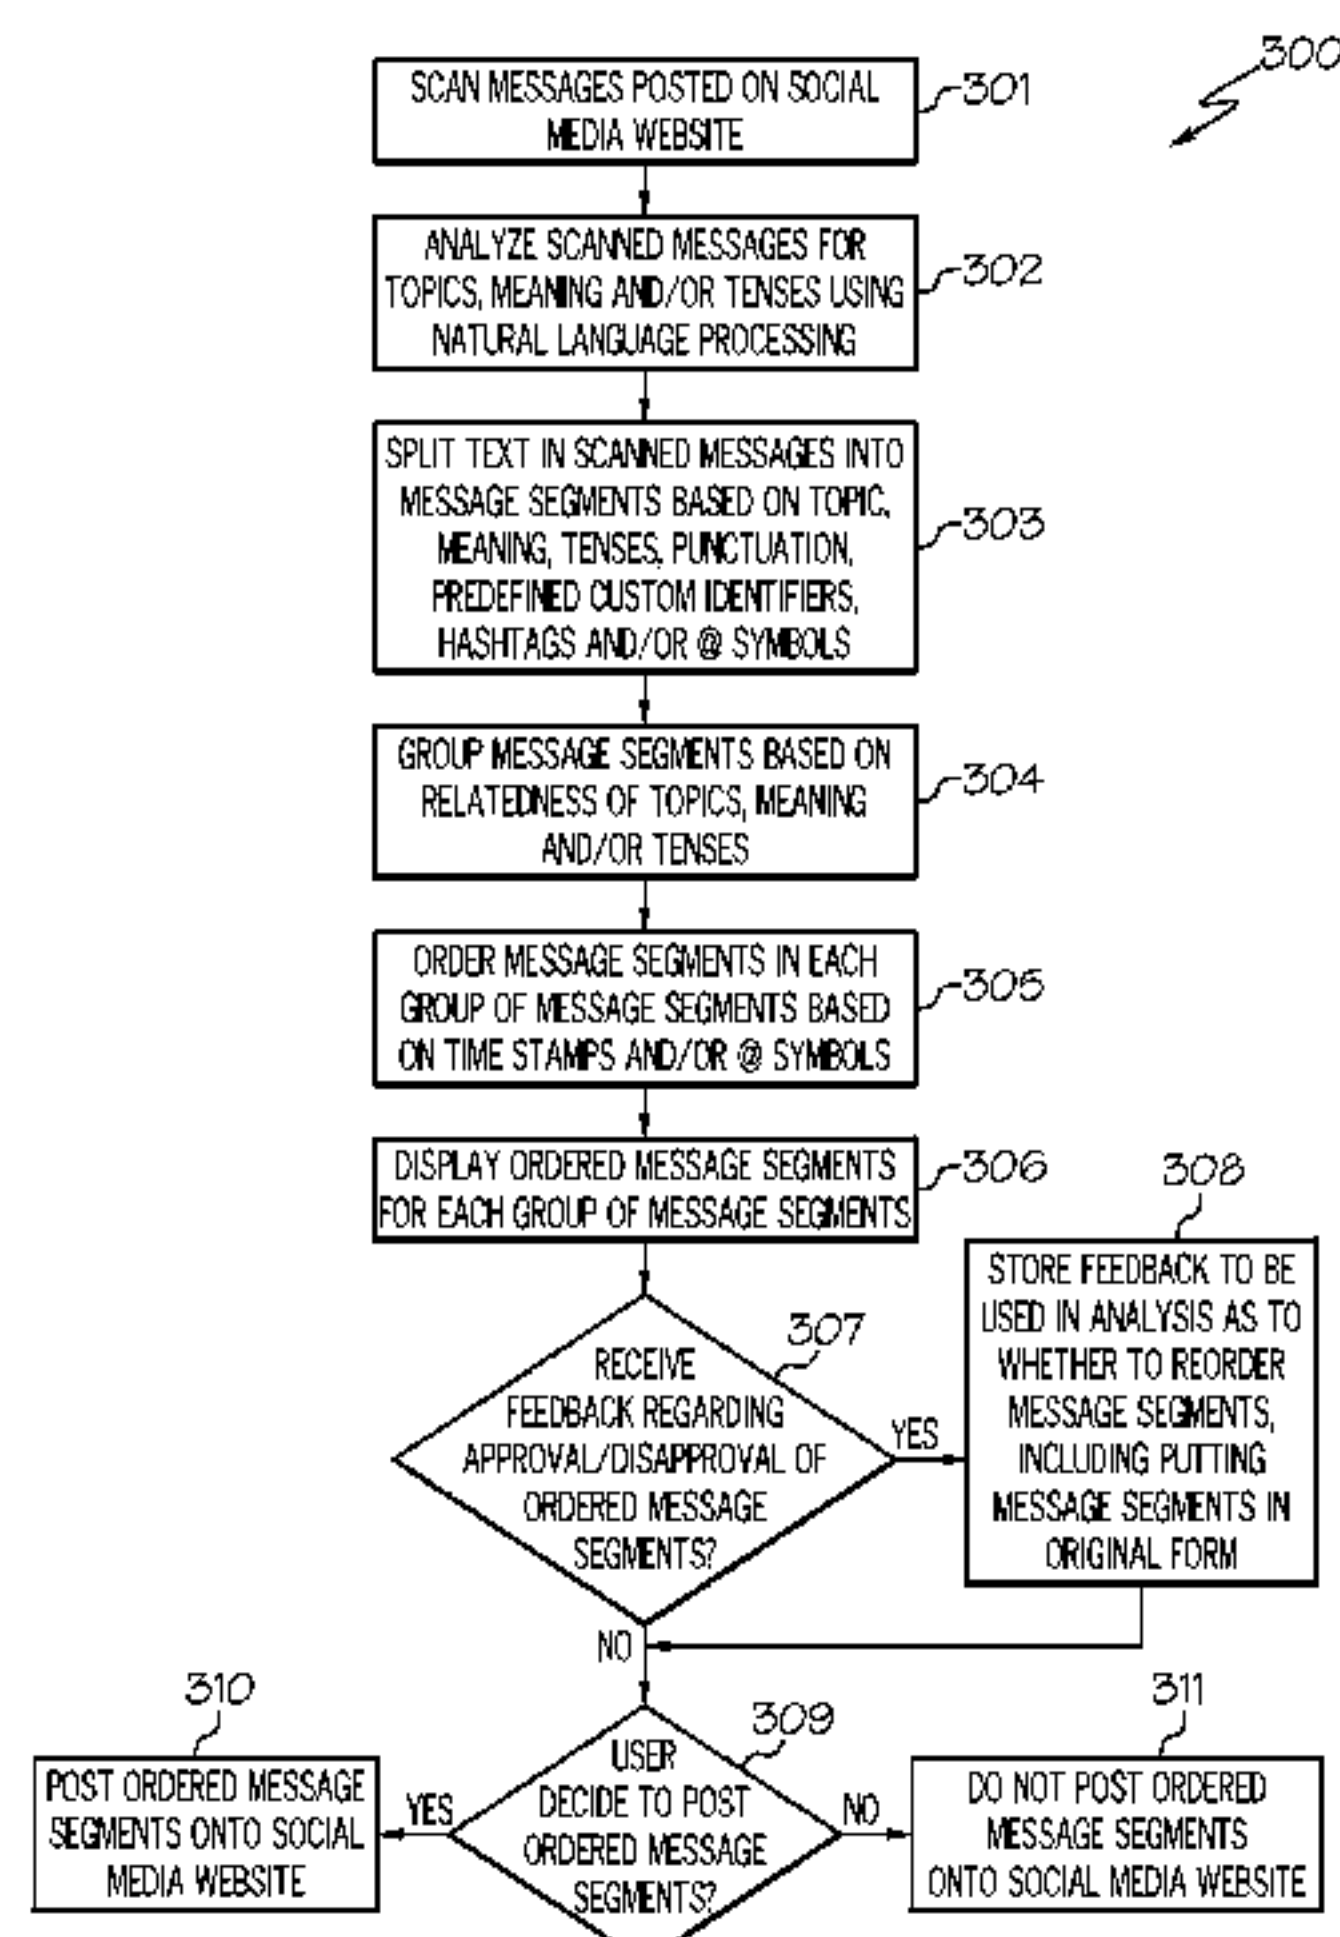 300
SCAN MESSAGES POSTED ON SOCIAL
MEDIA WEBSITE
301
ANALYZE SCANNED MESSAGES FOR
TOPICS, MEANING AND/OR TENSES USING
NATURAL LANGUAGE PROCESSING
302
SPLIT TEXT IN SCANNED MESSAGES INTO
MESSAGE SEGMENTS BASED ON TOPIC,
MEANING, TENSES, PUNCTUATION,
PREDEFINED CUSTOM IDENTIFIERS,
HASHTAGS AND/OR @ SYMBOLS
303
GROUP MESSAGE SEGMENTS BASED ON
RELATEDNESS OF TOPICS, MEANING
AND/OR TENSES
304
ORDER MESSAGE SEGMENTS IN EACH
GROUP OF MESSAGE SEGMENTS BASED
ON TIME STAMPS AND/OR @ SYMBOLS
305
DISPLAY ORDERED MESSAGE SEGMENTS
FOR EACH GROUP OF MESSAGE SEGMENTS
306
RECEIVE
FEEDBACK REGARDING
APPROVAL/DISAPPROVAL OF
ORDERED MESSAGE
SEGMENTS?
307
YES
308
STORE FEEDBACK TO BE
USED IN ANALYSIS AS TO
WHETHER TO REORDER
MESSAGE SEGMENTS,
INCLUDING PUTTING
MESSAGE SEGMENTS IN
ORIGINAL FORM
NO
USER
DECIDE TO POST
ORDERED MESSAGE
SEGMENTS?
309
YES
310
POST ORDERED MESSAGE
SEGMENTS ONTO SOCIAL
MEDIA WEBSITE
NO
311
DO NOT POST ORDERED
MESSAGE SEGMENTS
ONTO SOCIAL MEDIA WEBSITE